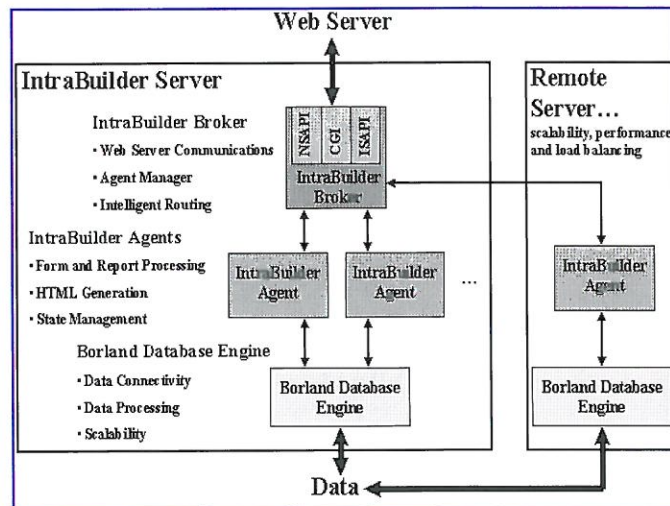 Web Server
IntraBuilder Server
IntraBuilder Broker
• Web Server Communications
• Agent Manager
• Intelligent Routing
NSAPI
CGI
ISAPI
IntraBuilder
Broker
IntraBuilder Agents
• Form and Report Processing
• HTML Generation
• State Management
IntraBuilder
Agent
IntraBuilder
Agent
...
Borland Database Engine
• Data Connectivity
• Data Processing
• Scalability
Borland Database
Engine
Remote
Server...
scalability, performance
and load balancing
IntraBuilder
Agent
Borland Database
Engine
Data